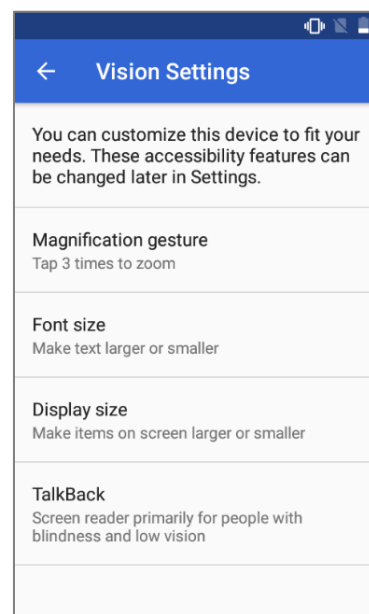 Vision Settings
You can customize this device to fit your
needs. These accessibility features can
be changed later in Settings.
Magnification gesture
Tap 3 times to zoom
Font size
Make text larger or smaller
Display size
Make items on screen larger or smaller
TalkBack
Screen reader primarily for people with
blindness and low vision